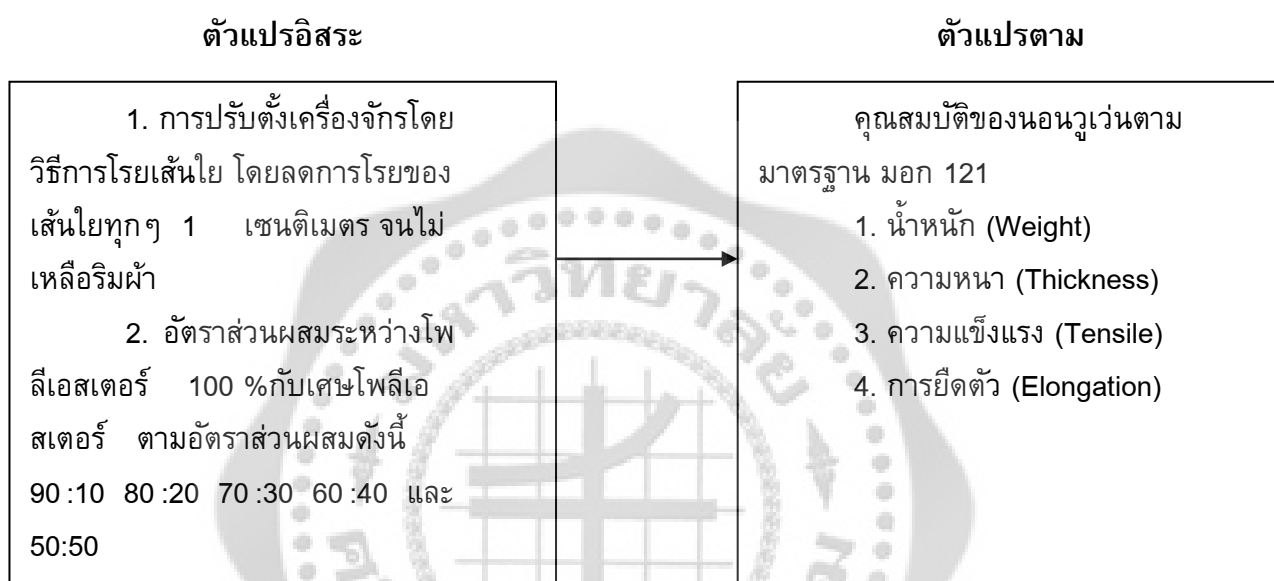 ตัวแปรอิสระ
ตัวแปรตาม
1. การปรับตั้งเครื่องจักรโดย
วิธีการโรยเส้นใย โดยลดการโรยของ
เส้นใยทุกๆ 1 เซนติเมตร จนไม่
เหลือริมผ้า
2. อัตราส่วนผสมระหว่างโพ
ลีเอสเตอร์ 100 %กับเศษโพลีเอ
สเตอร์ ตามอัตราส่วนผสมดังนี้
90 :10 80 :20 70 :30 60 :40 และ
50:50
คุณสมบัติของนอนวูเว่นตาม
มาตรฐาน มอก 121
1. น้ำหนัก (Weight)
2. ความหนา (Thickness)
3. ความแข็งแรง (Tensile)
4. การยืดตัว (Elongation)
มหาวิทยาลัย